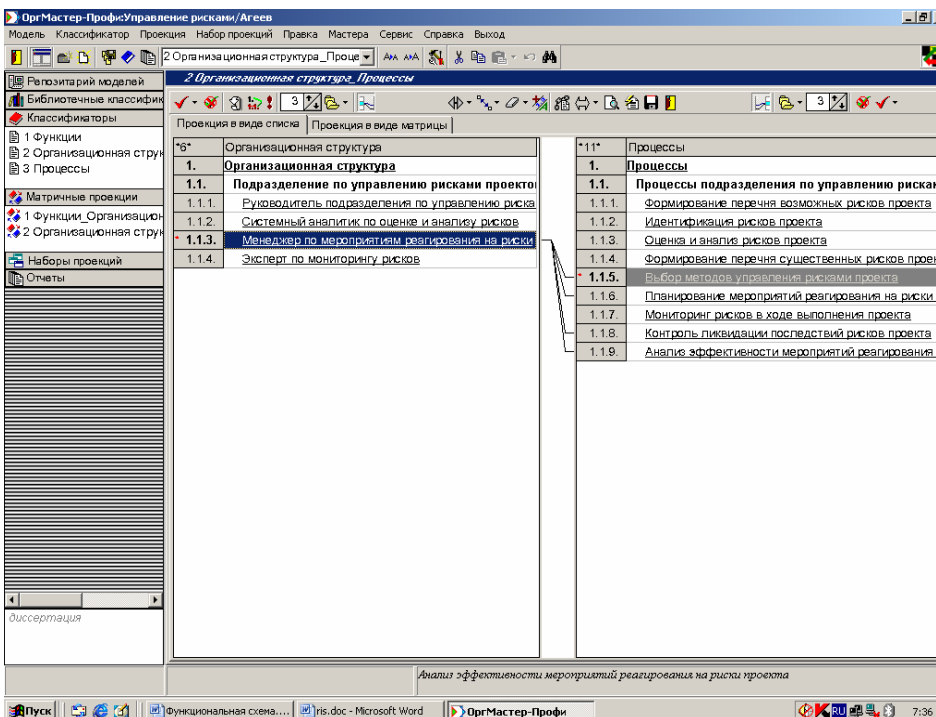 ОргМастер-Профи:Управление рисками/Агеев
Модель Классификатор Проекция Набор проекций Правка Мастера Сервис Справка Выход
2 Организационная структура_Проце
2 Организационная структура_Процессы
Репозитарий моделей
Библиотечные классифик
Классификаторы
1 Функции
2 Организационная струк
3 Процессы
Матричные проекции
1 Функции_Организацион
2 Организационная струк
Наборы проекций
Отчеты
диссертация
3
3
Проекция в виде списка Проекция в виде матрицы
*6* Организационная структура
1. Организационная структура
1.1. Подразделение по управлению рисками проектов
1.1.1. Руководитель подразделения по управлению риска
1.1.2. Системный аналитик по оценке и анализу рисков
* 1.1.3. Менеджер по мероприятиям реагирования на риски
1.1.4. Эксперт по мониторингу рисков
*11* Процессы
1. Процессы
1.1. Процессы подразделения по управлению рискам
1.1.1. Формирование перечня возможных рисков проекта
1.1.2. Идентификация рисков проекта
1.1.3. Оценка и анализ рисков проекта
1.1.4. Формирование перечня существенных рисков проек
* 1.1.5. Выбор методов управления рисками проекта
1.1.6. Планирование мероприятий реагирования на риски
1.1.7. Мониторинг рисков в ходе выполнения проекта
1.1.8. Контроль ликвидации последствий рисков проекта
1.1.9. Анализ эффективности мероприятий реагирования
Анализ эффективности мероприятий реагирования на риски проекта
Пуск Функциональная схема.... ris.doc - Microsoft Word ОргМастер-Профи RU 7:36